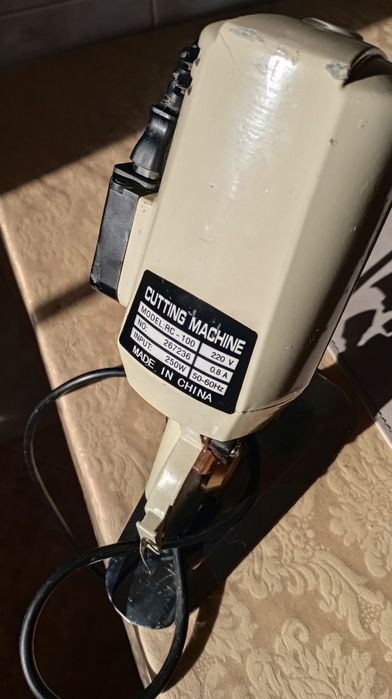 CUTTING MACHINE
MODEL:RC-100 220 V
NO: 267236 0.8 A
INPUT: 250W 50-60Hz
MADE IN CHINA